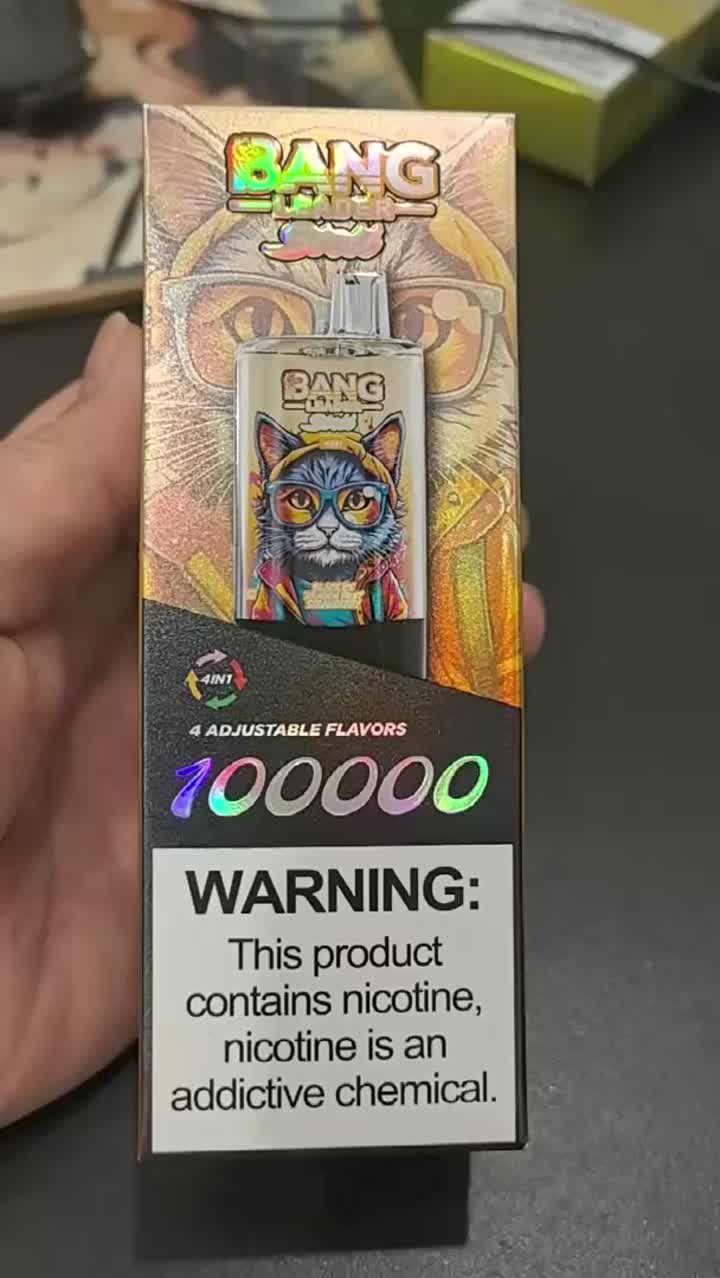 BANG
LEADER
BANG
4IN1
4 ADJUSTABLE FLAVORS
100000
WARNING:
This product
contains nicotine,
nicotine is an
addictive chemical.